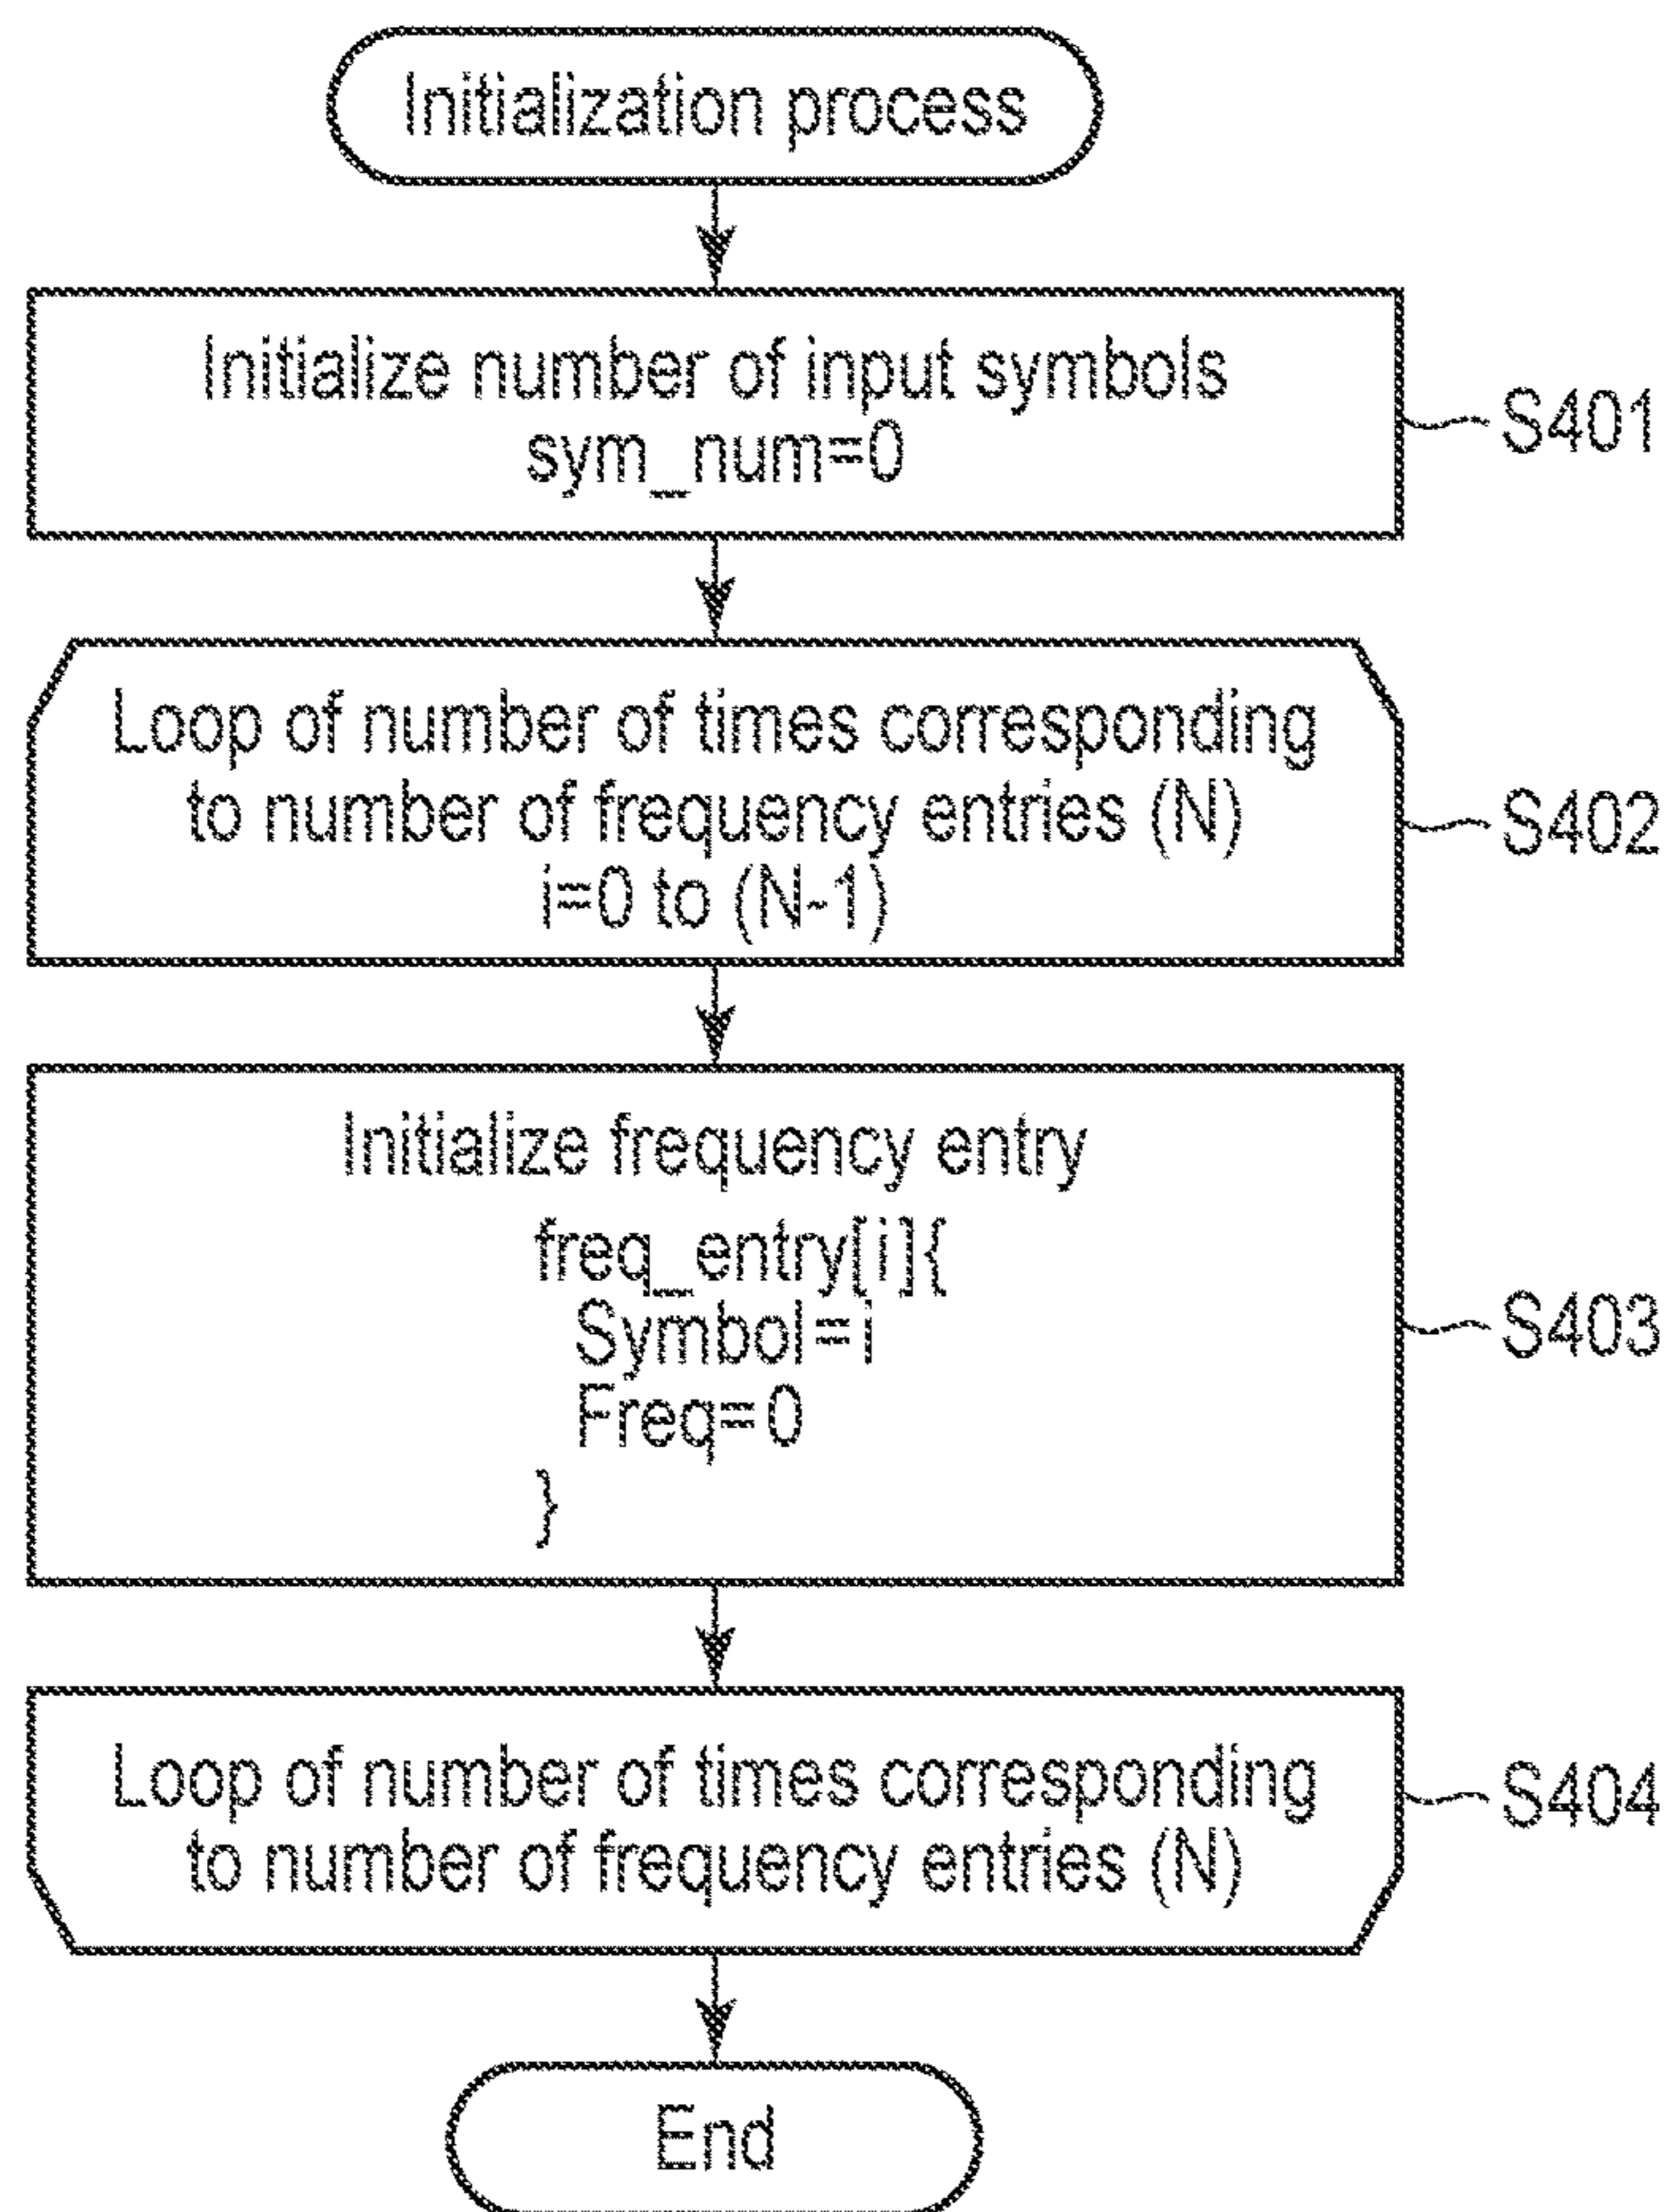 Initialization process
Initialize number of input symbols
sym_num=0
S401
Loop of number of times corresponding
to number of frequency entries (N)
i=0 to (N-1)
S402
Initialize frequency entry
freq_entry[i]{
Symbol=i
Freq=0
}
S403
Loop of number of times corresponding
to number of frequency entries (N)
S404
End